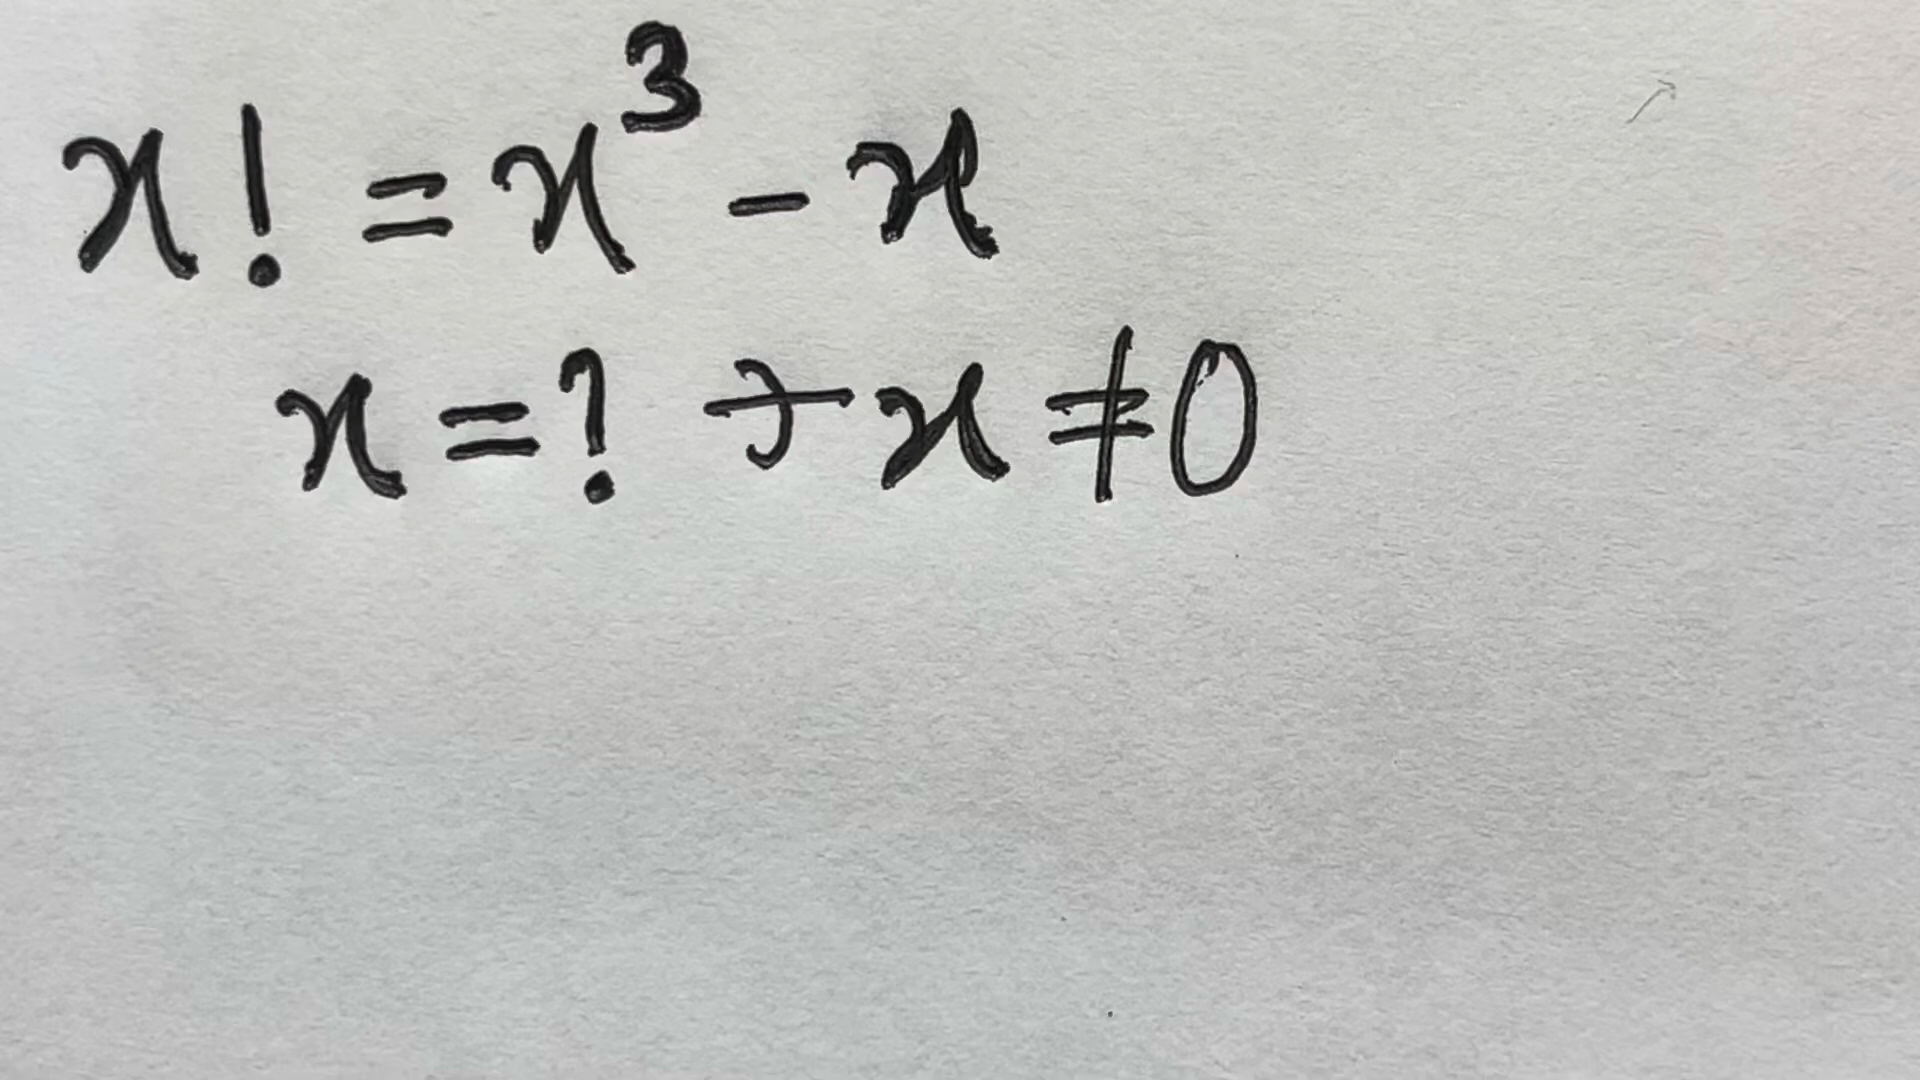 x! = x³ - x
x = ? x ≠ 0